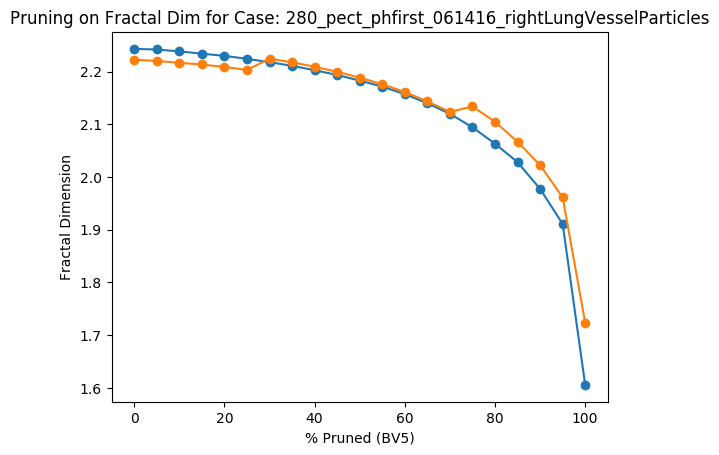 Pruning on Fractal Dim for Case: 280_pect_phfirst_061416_rightLungVesselParticles
Fractal Dimension
2.2
2.1
2.0
1.9
1.8
1.7
1.6
0 20 40 60 80 100
% Pruned (BV5)